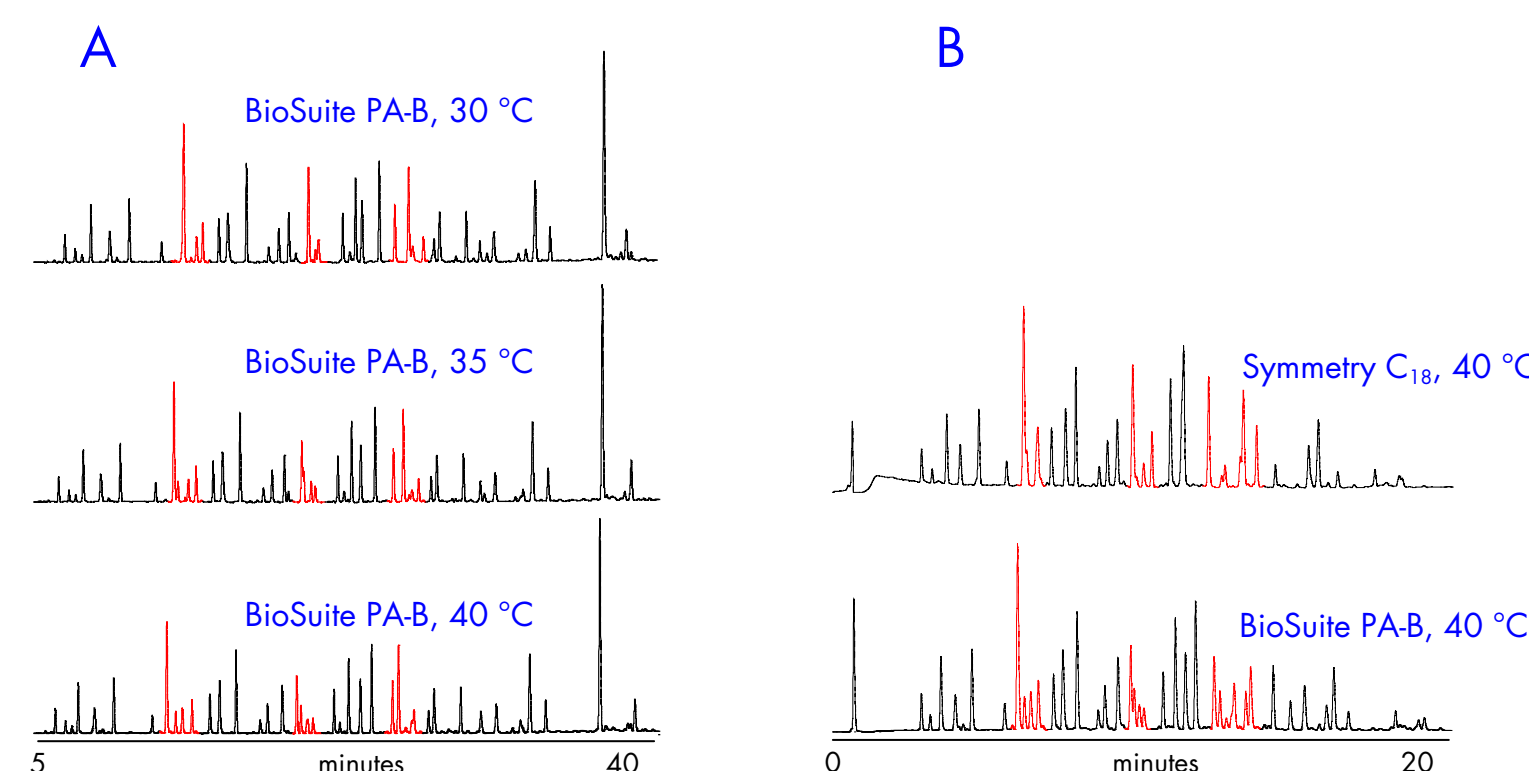 A
BioSuite PA-B, 30 °C
BioSuite PA-B, 35 °C
BioSuite PA-B, 40 °C
5 minutes 40
B
Symmetry C₁₈, 40 °C
BioSuite PA-B, 40 °C
0 minutes 20